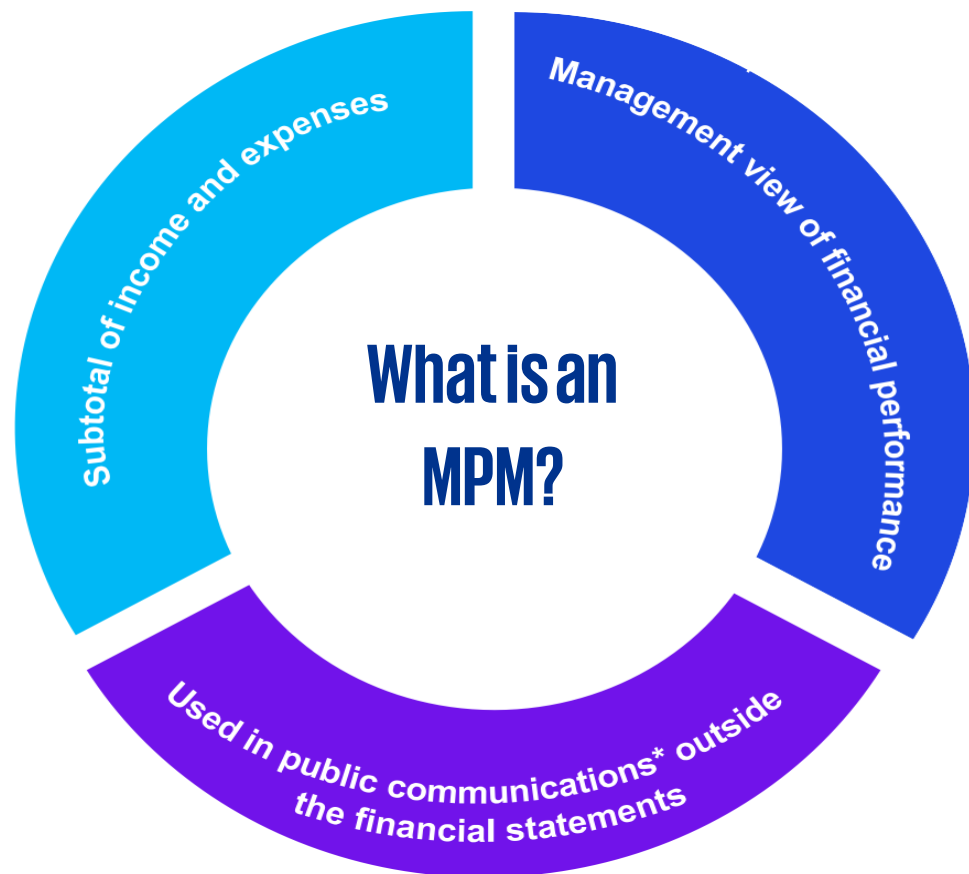 What is an
MPM?
Subtotal of income and expenses
Management view of financial performance
Used in public communications* outside
the financial statements